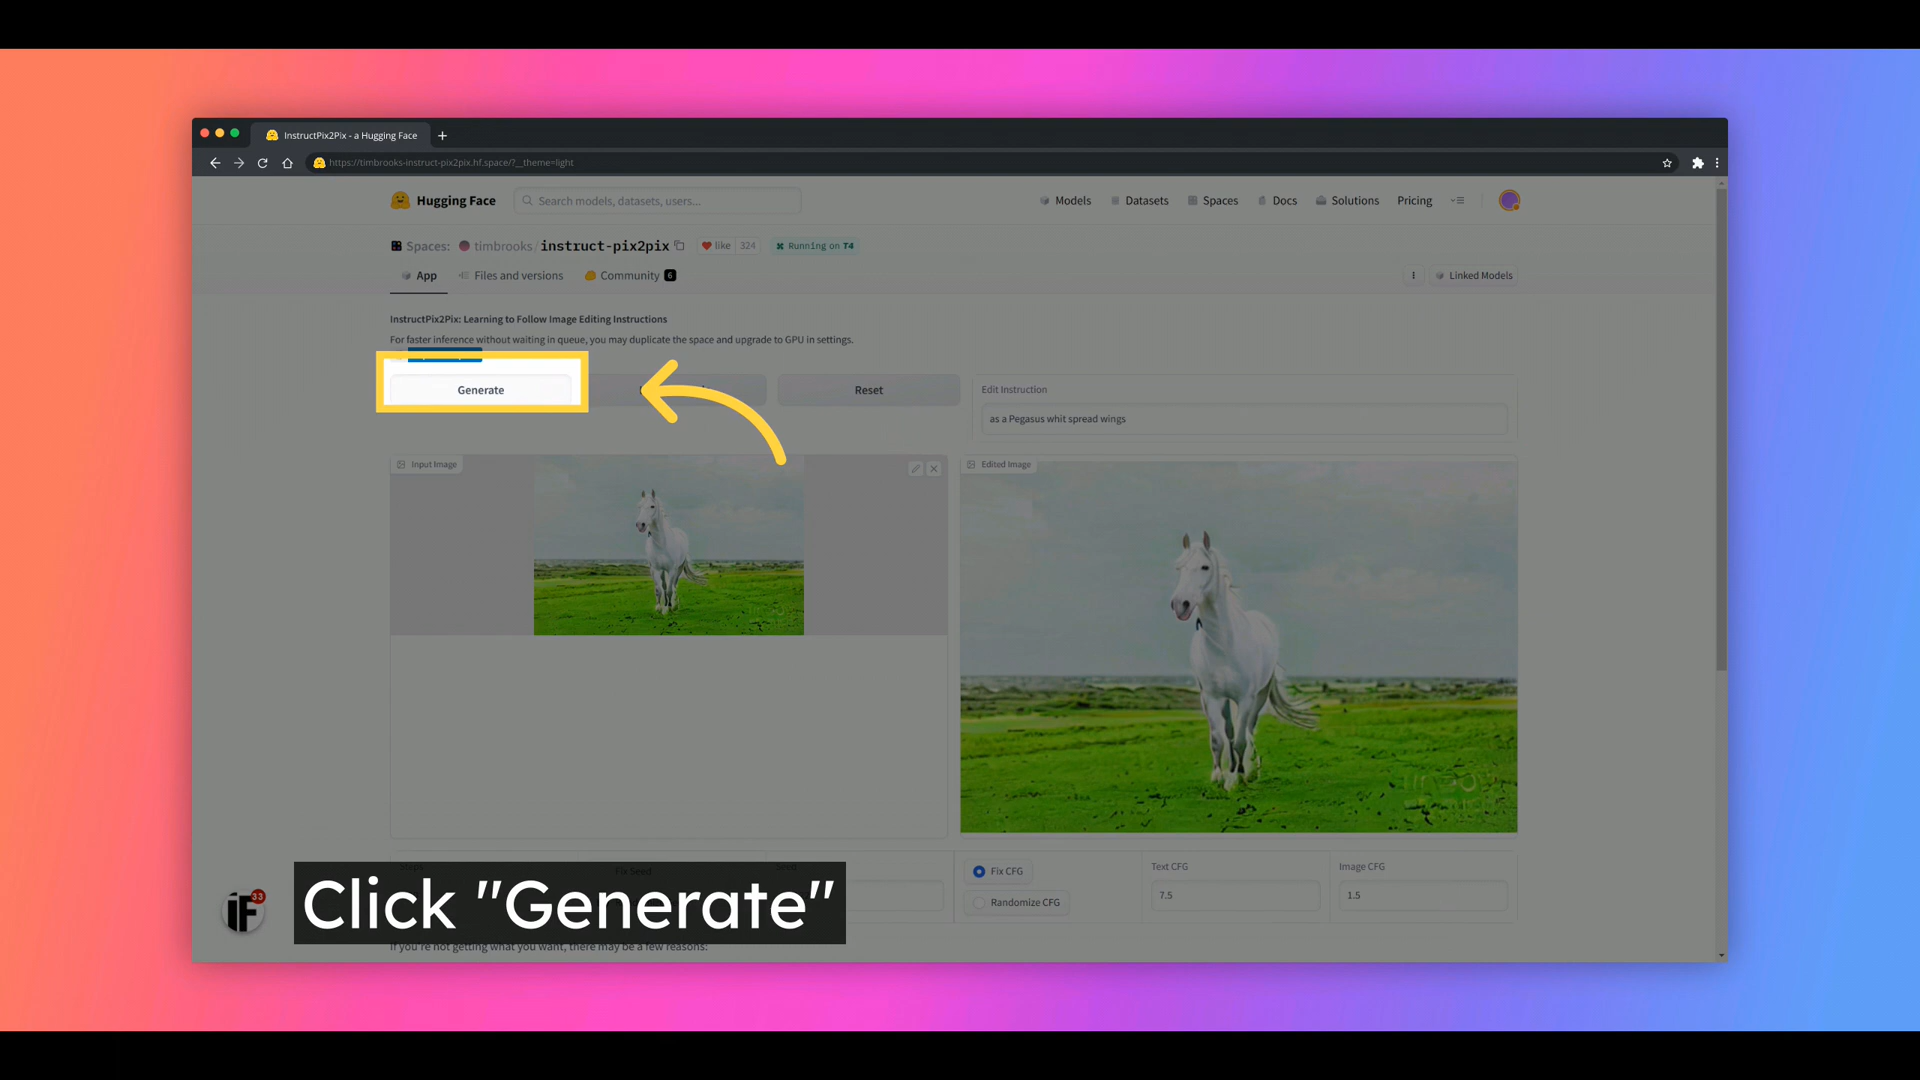 InstructPix2Pix - a Hugging Face
https://timbrooks-instruct-pix2pix.hf.space/?__theme=light
Hugging Face
Search models, datasets, users...
Models
Datasets
Spaces
Docs
Solutions
Pricing
Spaces:
timbrooks/instruct-pix2pix
like
324
Running on T4
App
Files and versions
Community 6
Linked Models
InstructPix2Pix: Learning to Follow Image Editing Instructions
For faster inference without waiting in queue, you may duplicate the space and upgrade to GPU in settings.
Generate
Reset
Edit Instruction
as a Pegasus whit spread wings
Input Image
Edited Image
Fix Seed
Fix CFG
Randomize CFG
Text CFG
7.5
Image CFG
1.5
iF
33
Click "Generate"
If you're not getting what you want, there may be a few reasons: